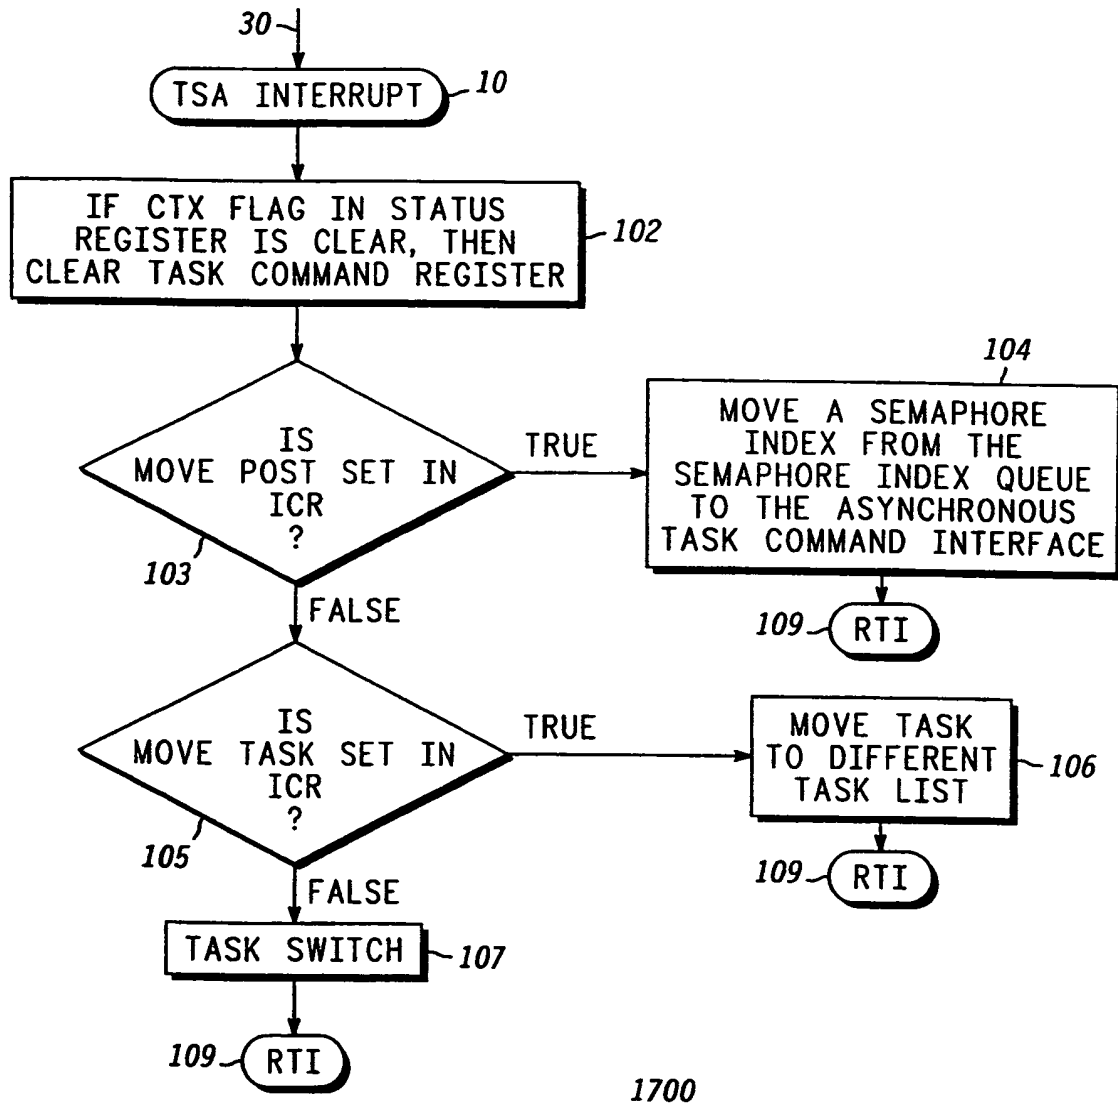 30
TSA INTERRUPT
10
IF CTX FLAG IN STATUS
REGISTER IS CLEAR, THEN
CLEAR TASK COMMAND REGISTER
102
IS
MOVE POST SET IN
ICR
?
103
TRUE
104
MOVE A SEMAPHORE
INDEX FROM THE
SEMAPHORE INDEX QUEUE
TO THE ASYNCHRONOUS
TASK COMMAND INTERFACE
109
RTI
FALSE
IS
MOVE TASK SET IN
ICR
?
105
TRUE
MOVE TASK
TO DIFFERENT
TASK LIST
106
109
RTI
FALSE
TASK SWITCH
107
109
RTI
1700